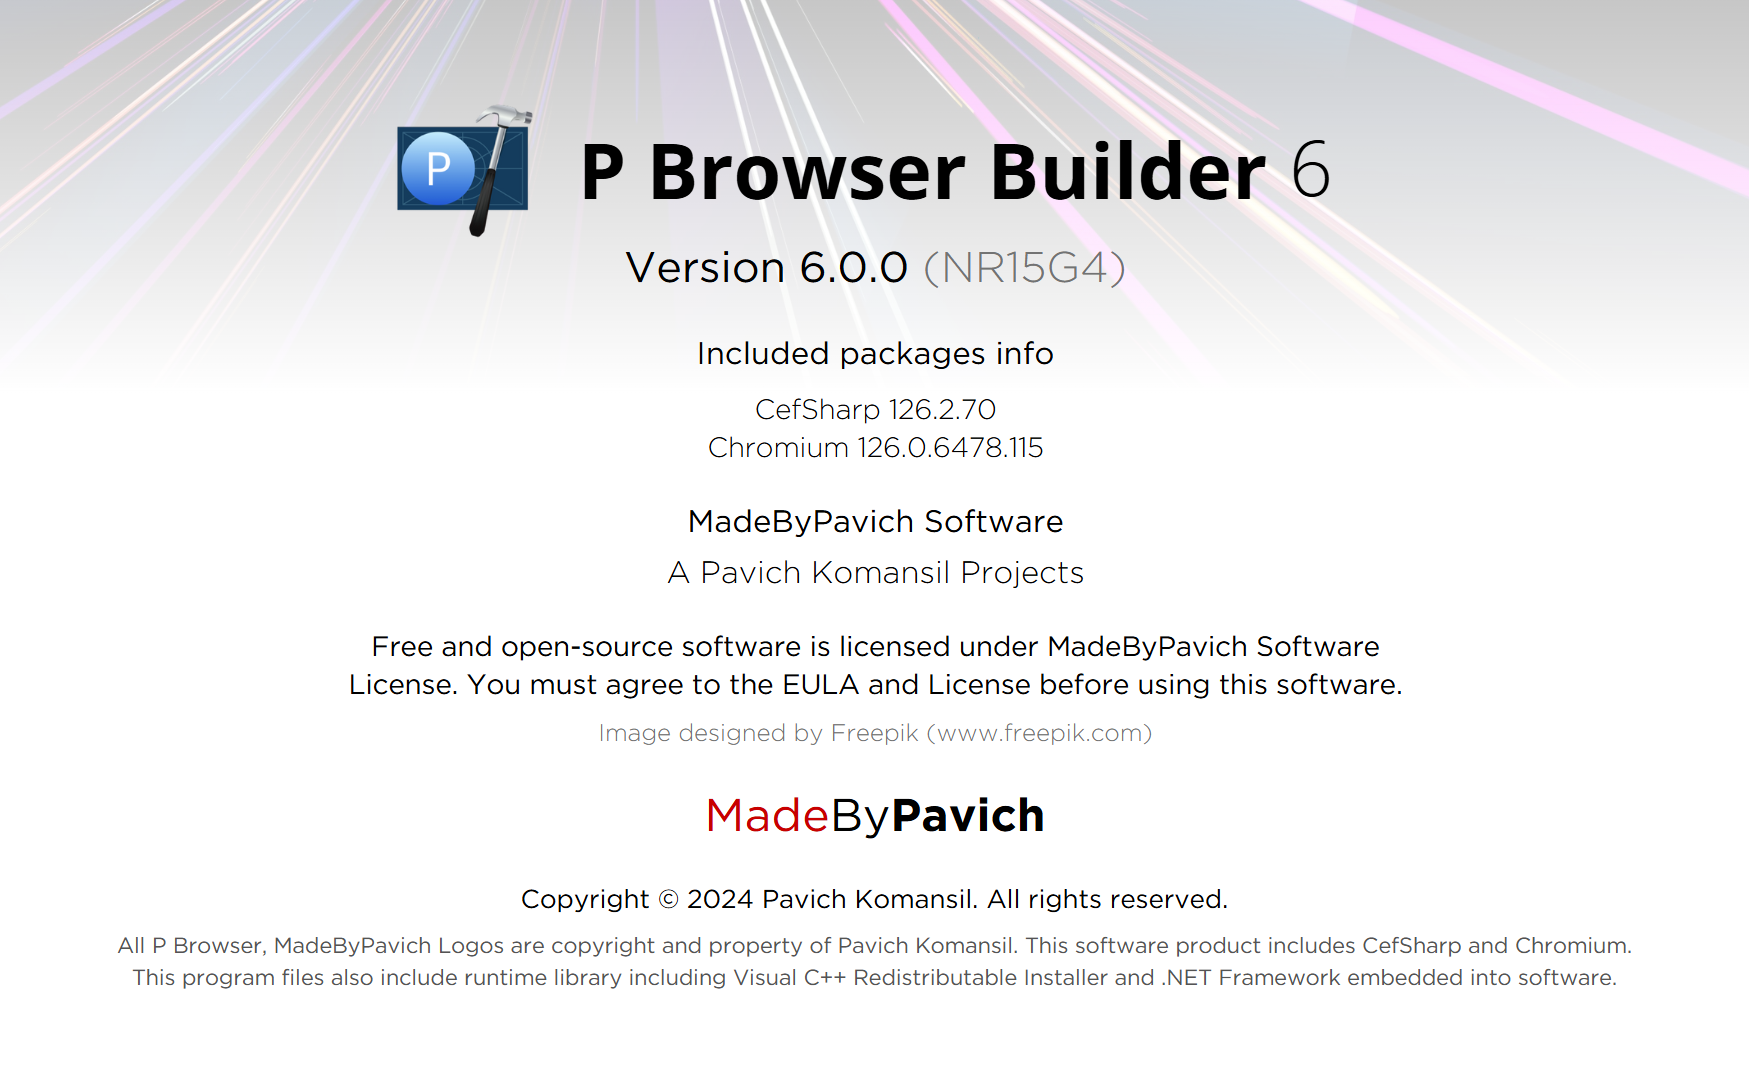 P
P Browser Builder 6
Version 6.0.0 (NR15G4)
Included packages info
CefSharp 126.2.70
Chromium 126.0.6478.115
MadeByPavich Software
A Pavich Komansil Projects
Free and open-source software is licensed under MadeByPavich Software
License. You must agree to the EULA and License before using this software.
Image designed by Freepik (www.freepik.com)
MadeByPavich
Copyright © 2024 Pavich Komansil. All rights reserved.
All P Browser, MadeByPavich Logos are copyright and property of Pavich Komansil. This software product includes CefSharp and Chromium.
This program files also include runtime library including Visual C++ Redistributable Installer and .NET Framework embedded into software.